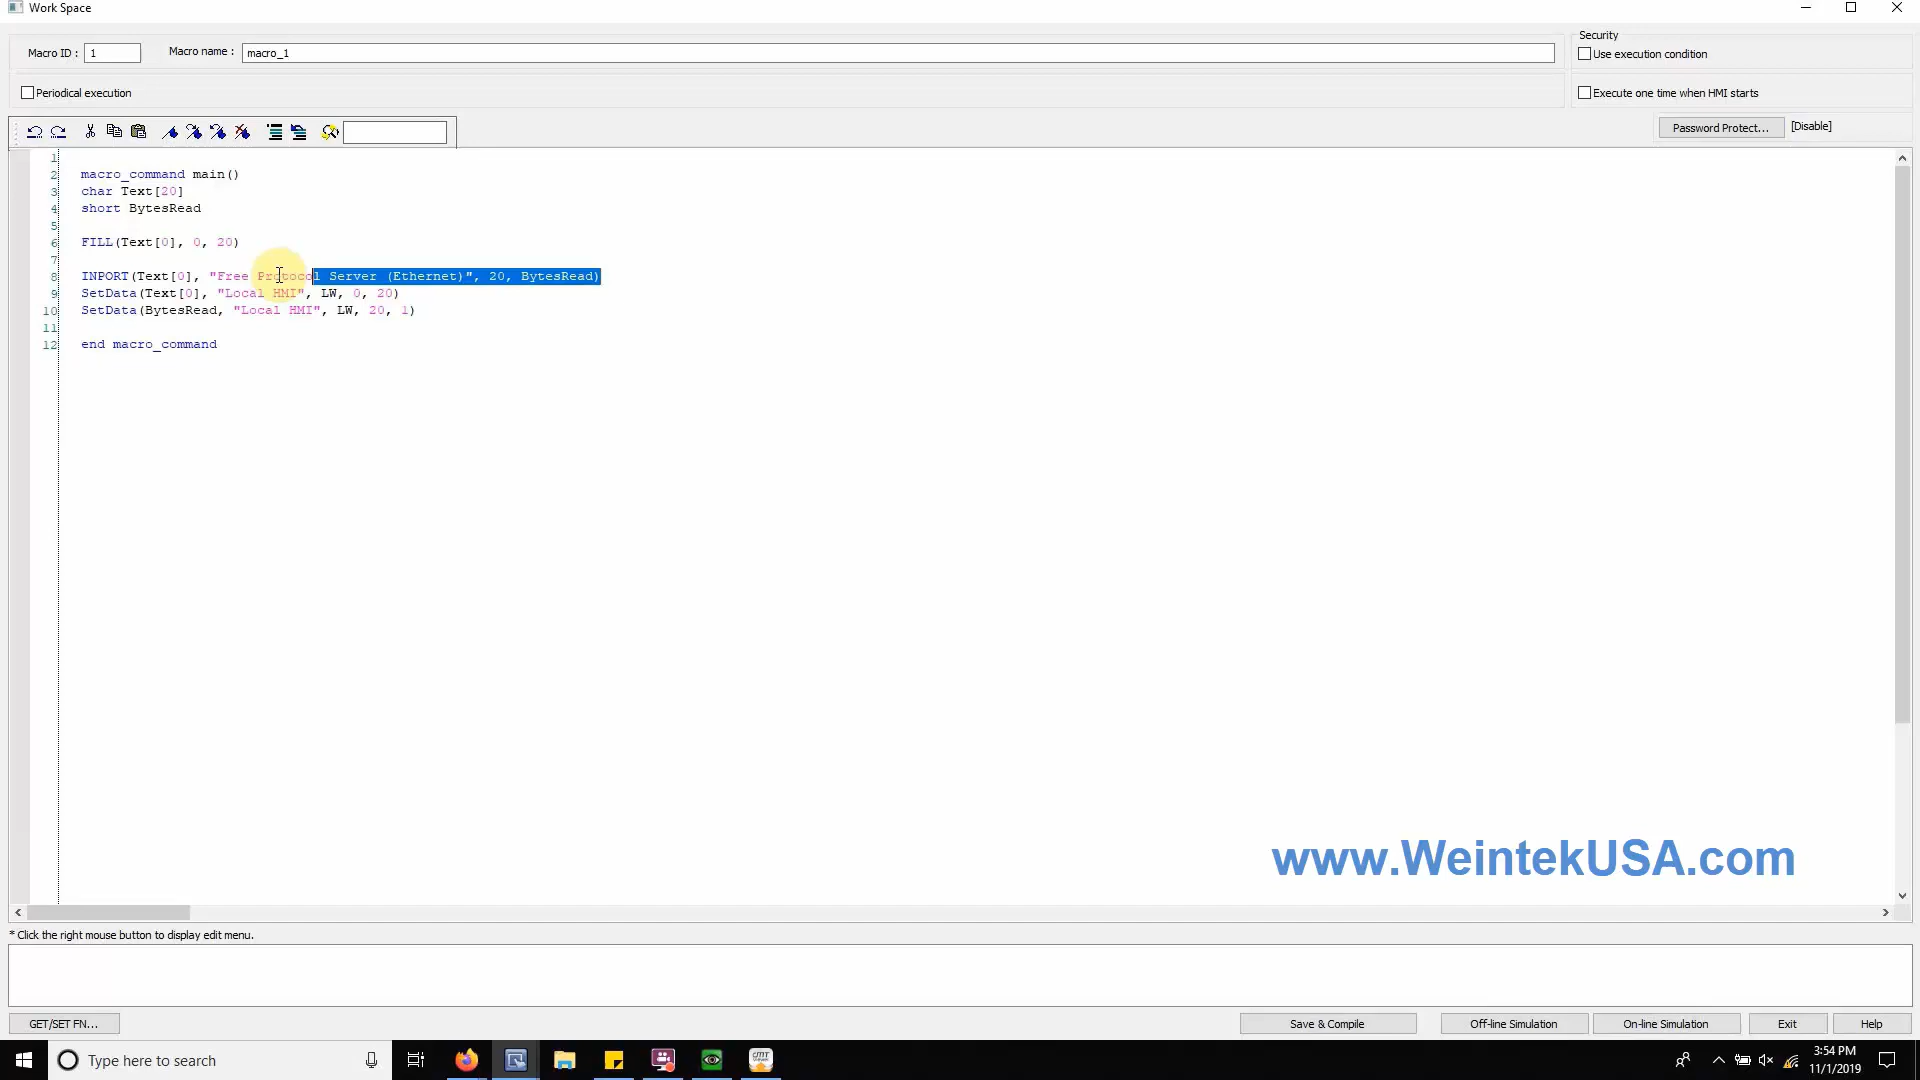 Work Space
Macro ID : 1 Macro name : macro_1
Security
Use execution condition
Periodical execution
Execute one time when HMI starts
Password Protect... [Disable]
1
2 macro_command main()
3 char Text[20]
4 short BytesRead
5
6 FILL(Text[0], 0, 20)
7
8 INPORT(Text[0], "Free Protocol Server (Ethernet)", 20, BytesRead)
9 SetData(Text[0], "Local HMI", LW, 0, 20)
10 SetData(BytesRead, "Local HMI", LW, 20, 1)
11
12 end macro_command
www.WeintekUSA.com
* Click the right mouse button to display edit menu.
GET/SET FN... Save & Compile Off-line Simulation On-line Simulation Exit Help
Type here to search
3:54 PM
11/1/2019